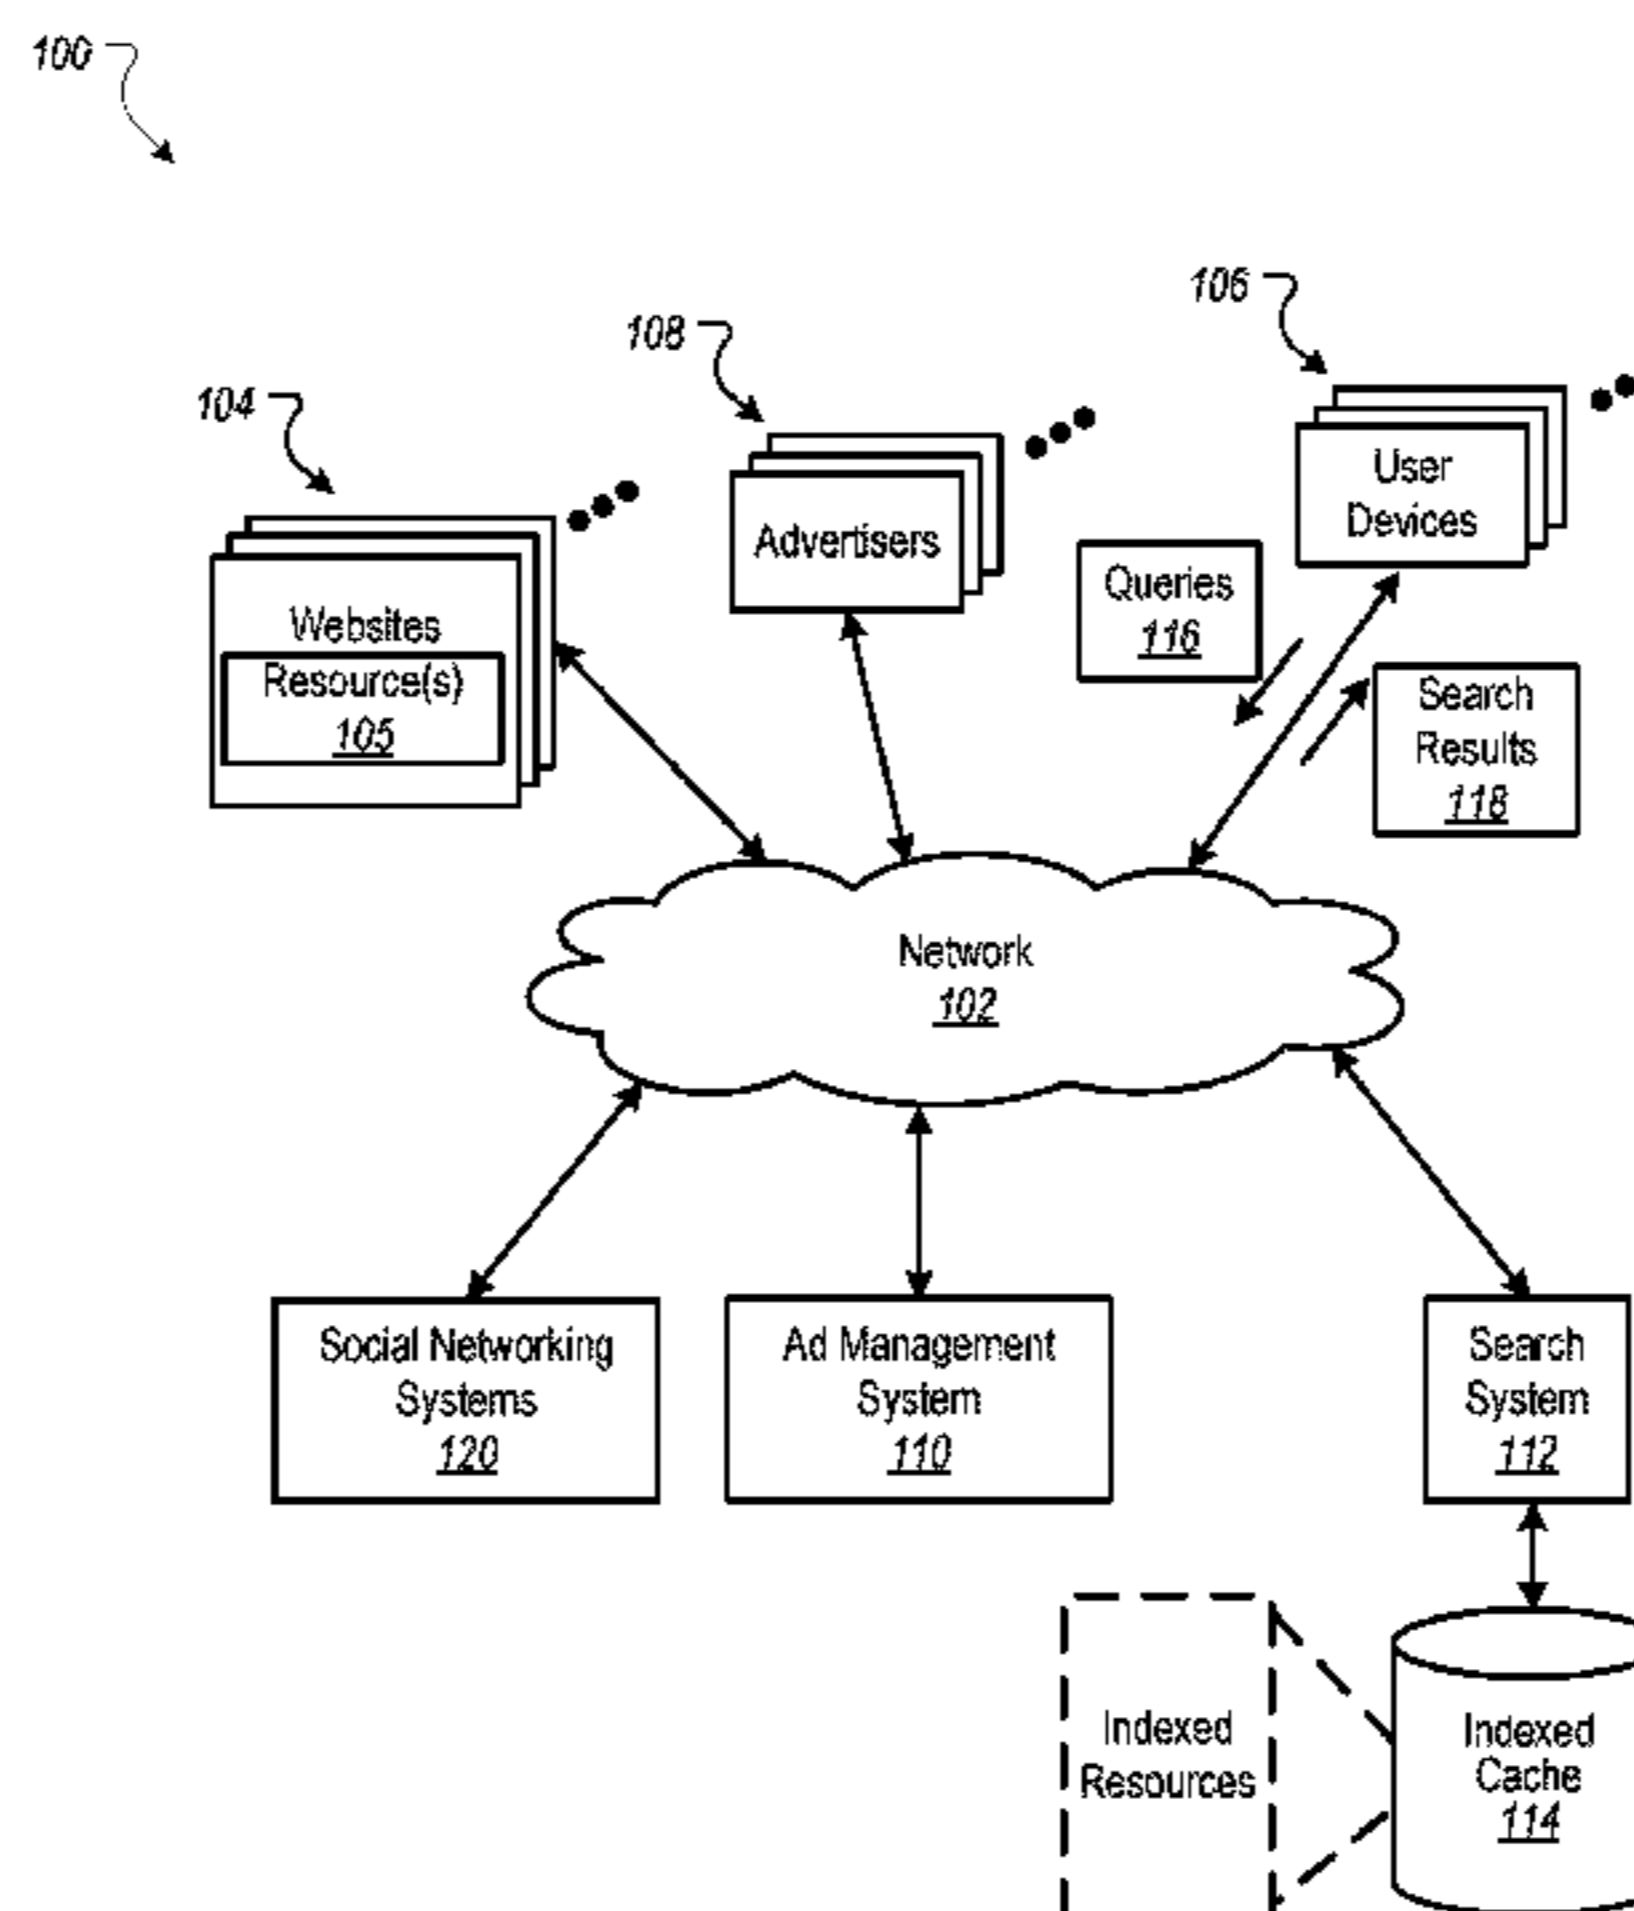 100
106
108
104
User
Devices
Advertisers
Queries
116
Websites
Resource(s)
105
Search
Results
118
Network
102
Social Networking
Systems
120
Ad Management
System
110
Search
System
112
Indexed
Resources
Indexed
Cache
114